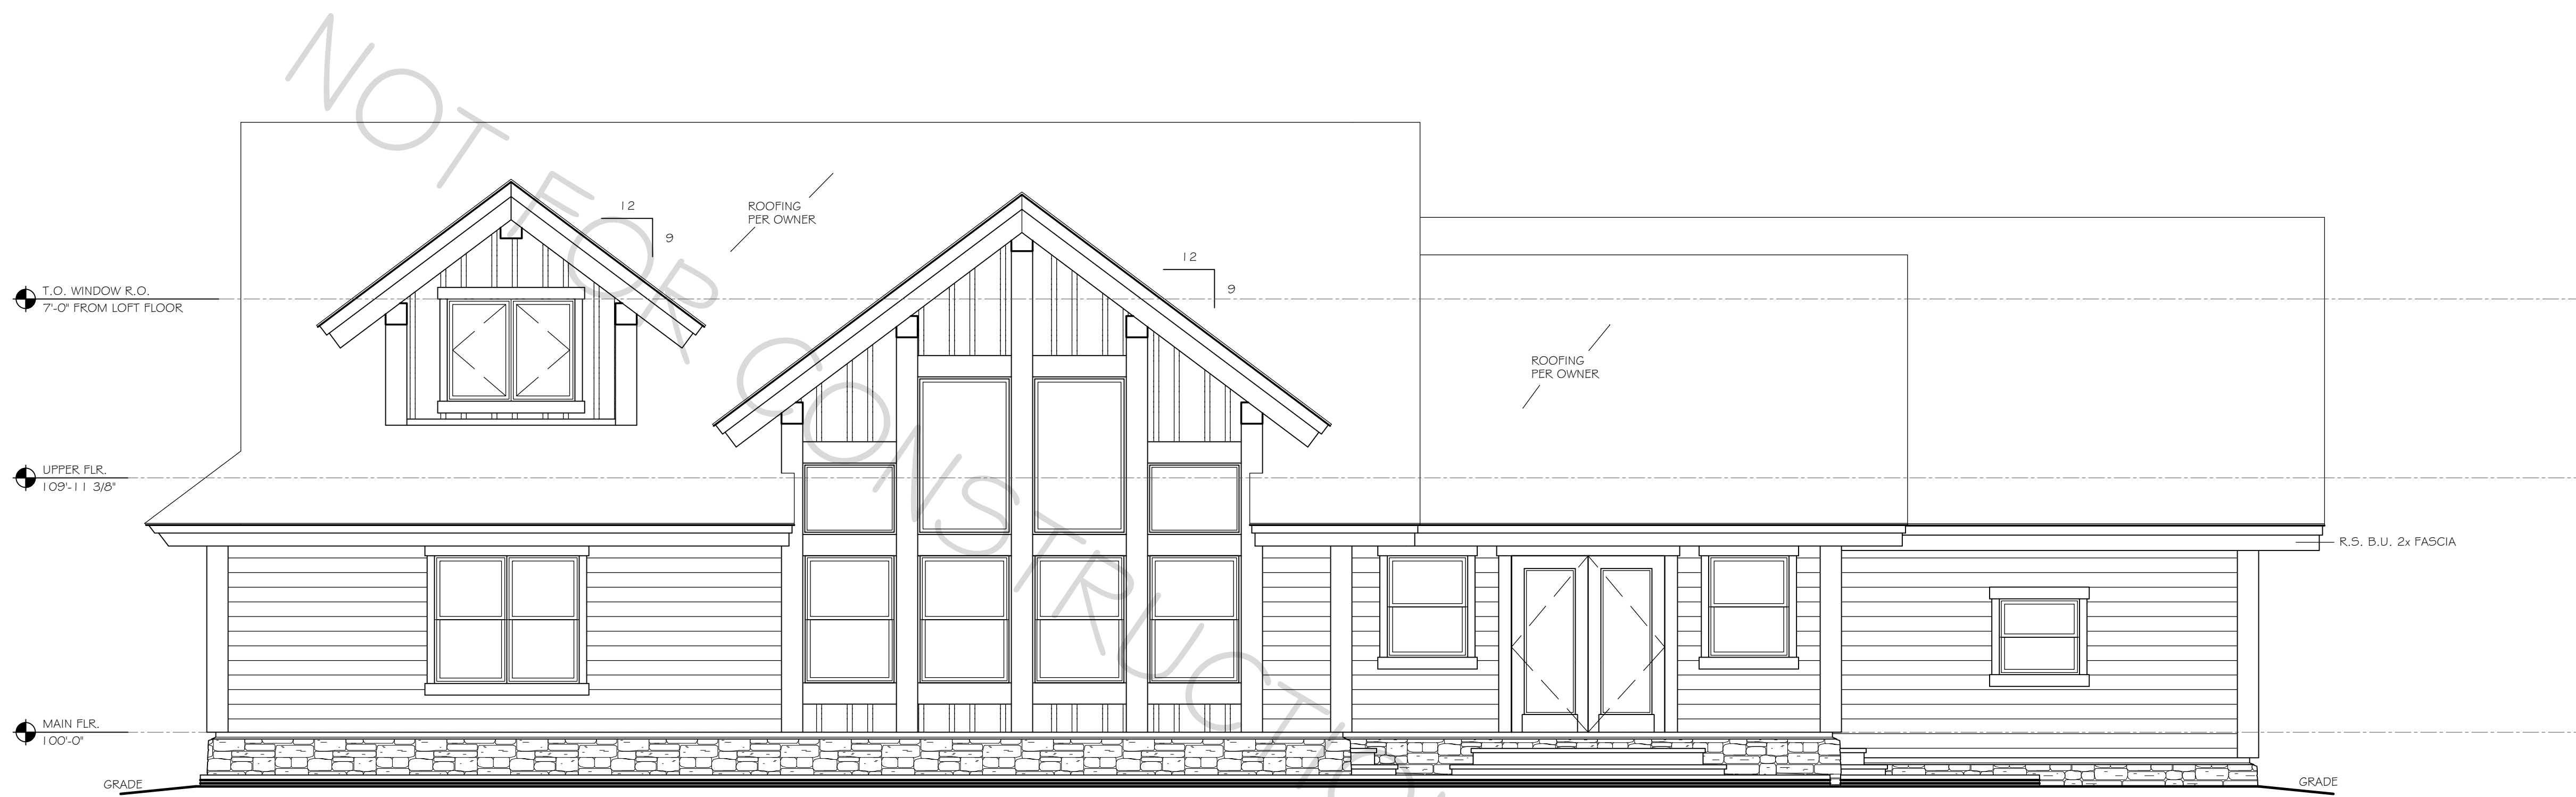 NOT FOR CONSTRUCTIO
12
9
ROOFING
PER OWNER
12
9
T.O. WINDOW R.O.
7'-0" FROM LOFT FLOOR
ROOFING
PER OWNER
UPPER FLR.
109'-11 3/8"
R.S. B.U. 2x FASCIA
MAIN FLR.
100'-0"
GRADE
GRADE